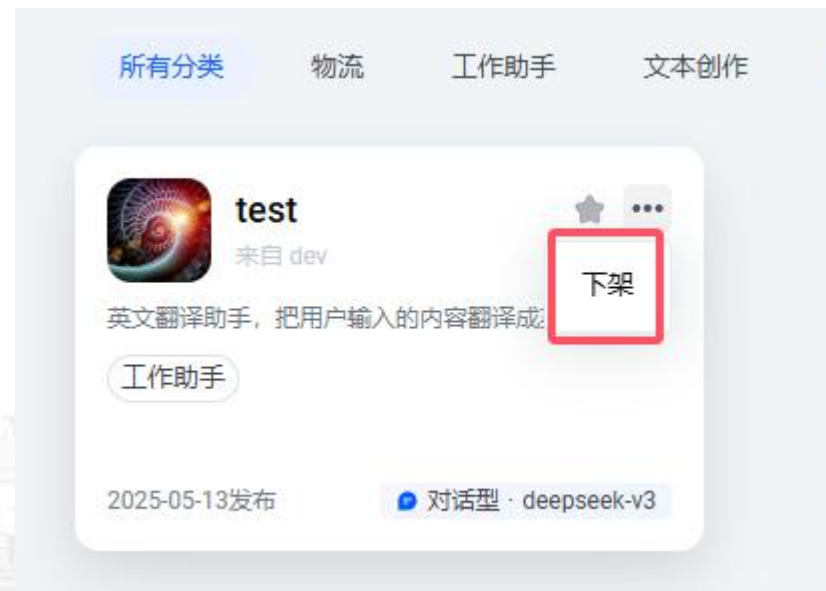 所有分类 物流 工作助手 文本创作
test
来自 dev
下架
英文翻译助手，把用户输入的内容翻译成
工作助手
2025-05-13发布 对话型 · deepseek-v3